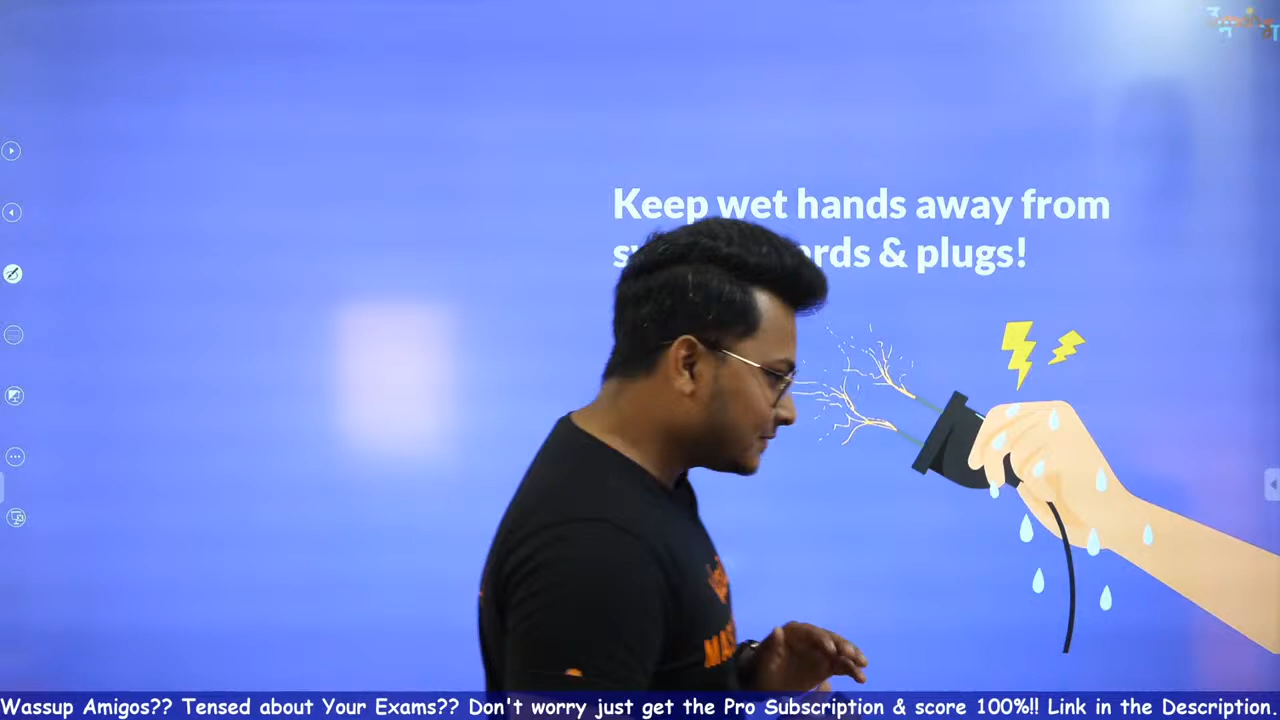 Keep wet hands away from
& plugs!
Wassup Amigos?? Tensed about Your Exams?? Don't worry just get the Pro Subscription & score 100%!! Link in the Description.